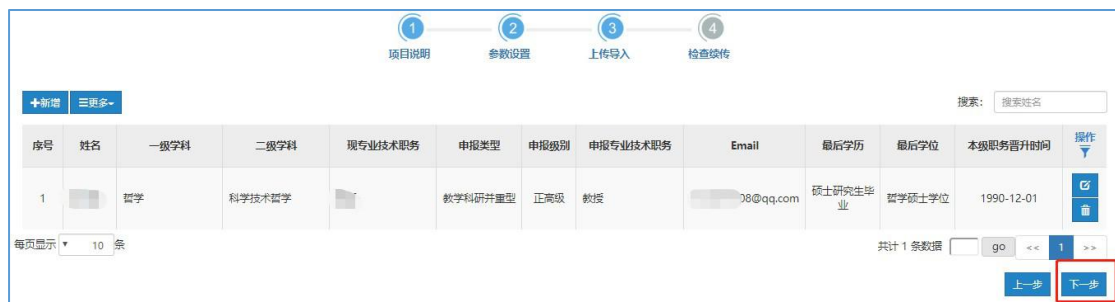 1 2 3 4
项目说明 参数设置 上传导入 检查续传
+新增 ☰更多 搜索： 搜索姓名
序号 姓名 一级学科 二级学科 现专业技术职务 申报类型 申报级别 申报专业技术职务 Email 最后学历 最后学位 本级职务晋升时间 操作
1 哲学 科学技术哲学 教学科研并重型 正高级 教授 08@qq.com 硕士研究生毕业 哲学硕士学位 1990-12-01
每页显示 10 条 共计 1 条数据 go << 1 >>
上一步 下一步